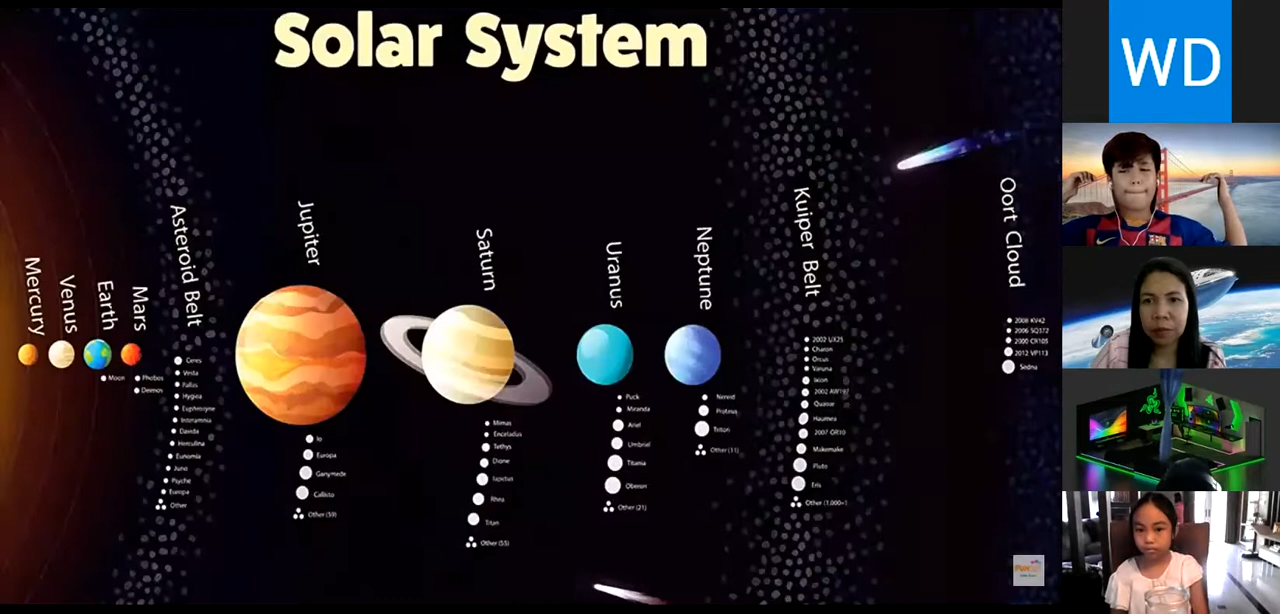 Solar System
WD
Mercury
Venus
Earth
Moon
Mars
Phobos
Deimos
Asteroid Belt
Ceres
Vesta
Pallas
Hygiea
Euphrosyne
Interamnia
Davida
Herculina
Eunomia
Juno
Psyche
Europa
Other
Jupiter
Io
Europa
Ganymede
Callisto
Other (59)
Saturn
Mimas
Enceladus
Tethys
Dione
Iapetus
Rhea
Titan
Other (55)
Uranus
Puck
Miranda
Ariel
Umbriel
Titania
Oberon
Other (21)
Neptune
Nereid
Proteus
Triton
Other (11)
Kuiper Belt
2002 UX25
Charon
Orcus
Varuna
Ixion
2002 AW197
Quaoar
Haumea
2007 OR10
Makemake
Pluto
Eris
Other (1,000+)
Oort Cloud
2006 SQ372
2000 CR105
2012 VP113
Sedna